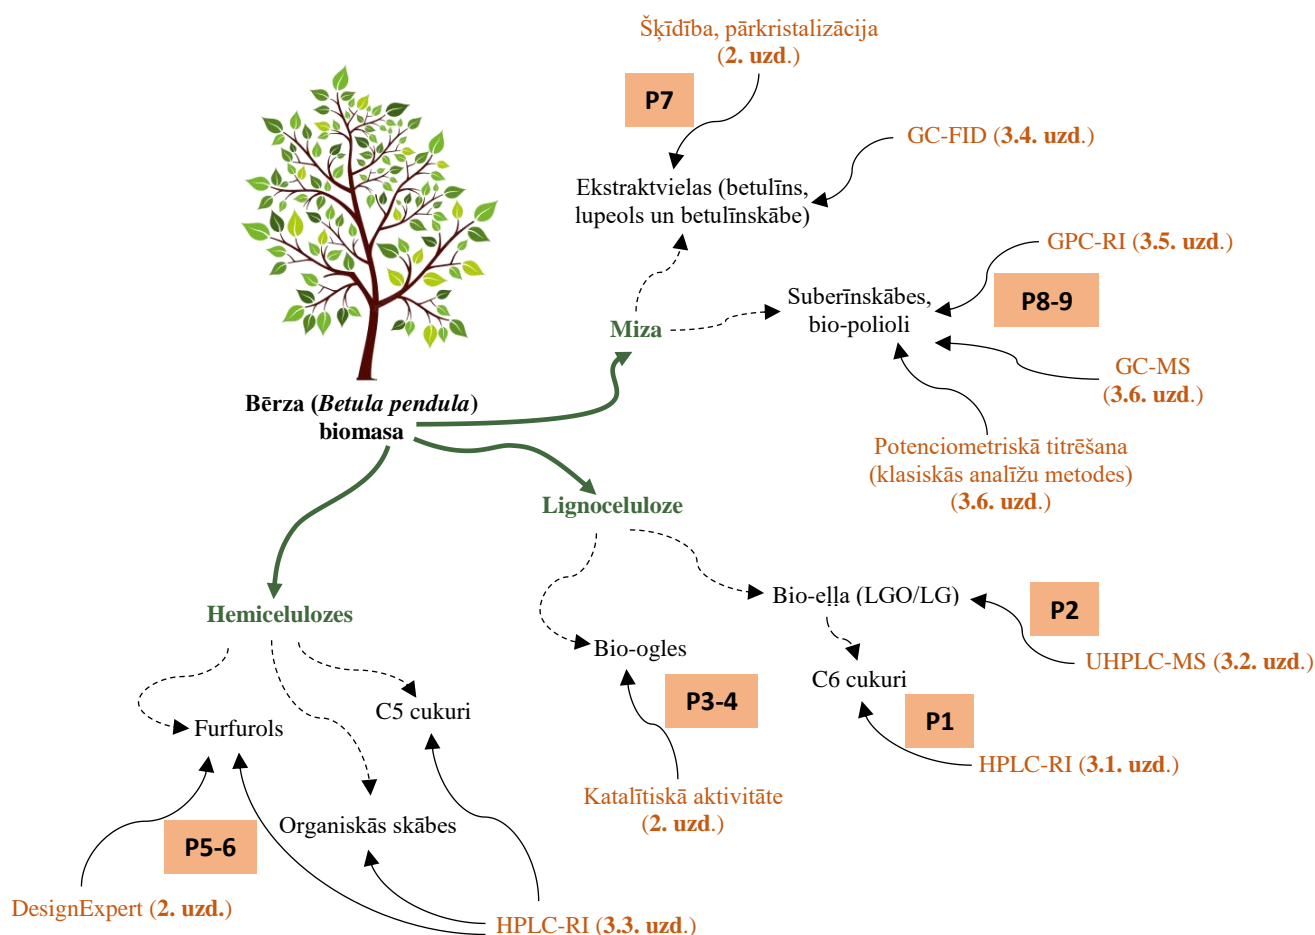 Šķīdība, pārkristalizācija
(2. uzd.)
P7
GC-FID (3.4. uzd.)
Ekstraktvielas (betulīns,
lupeols un betulīnskābe)
GPC-RI (3.5. uzd.)
P8-9
Suberīnskābes,
bio-polioli
Miza
GC-MS
(3.6. uzd.)
Bērza (Betula pendula)
biomasa
Potenciometriskā titrēšana
(klasiskās analīžu metodes)
(3.6. uzd.)
Lignoceluloze
Bio-eļļa (LGO/LG)
P2
Hemicelulozes
Bio-ogles
UHPLC-MS (3.2. uzd.)
C6 cukuri
P3-4
C5 cukuri
P1
Furfurols
HPLC-RI (3.1. uzd.)
Katalītiskā aktivitāte
(2. uzd.)
Organiskās skābes
P5-6
DesignExpert (2. uzd.)
HPLC-RI (3.3. uzd.)